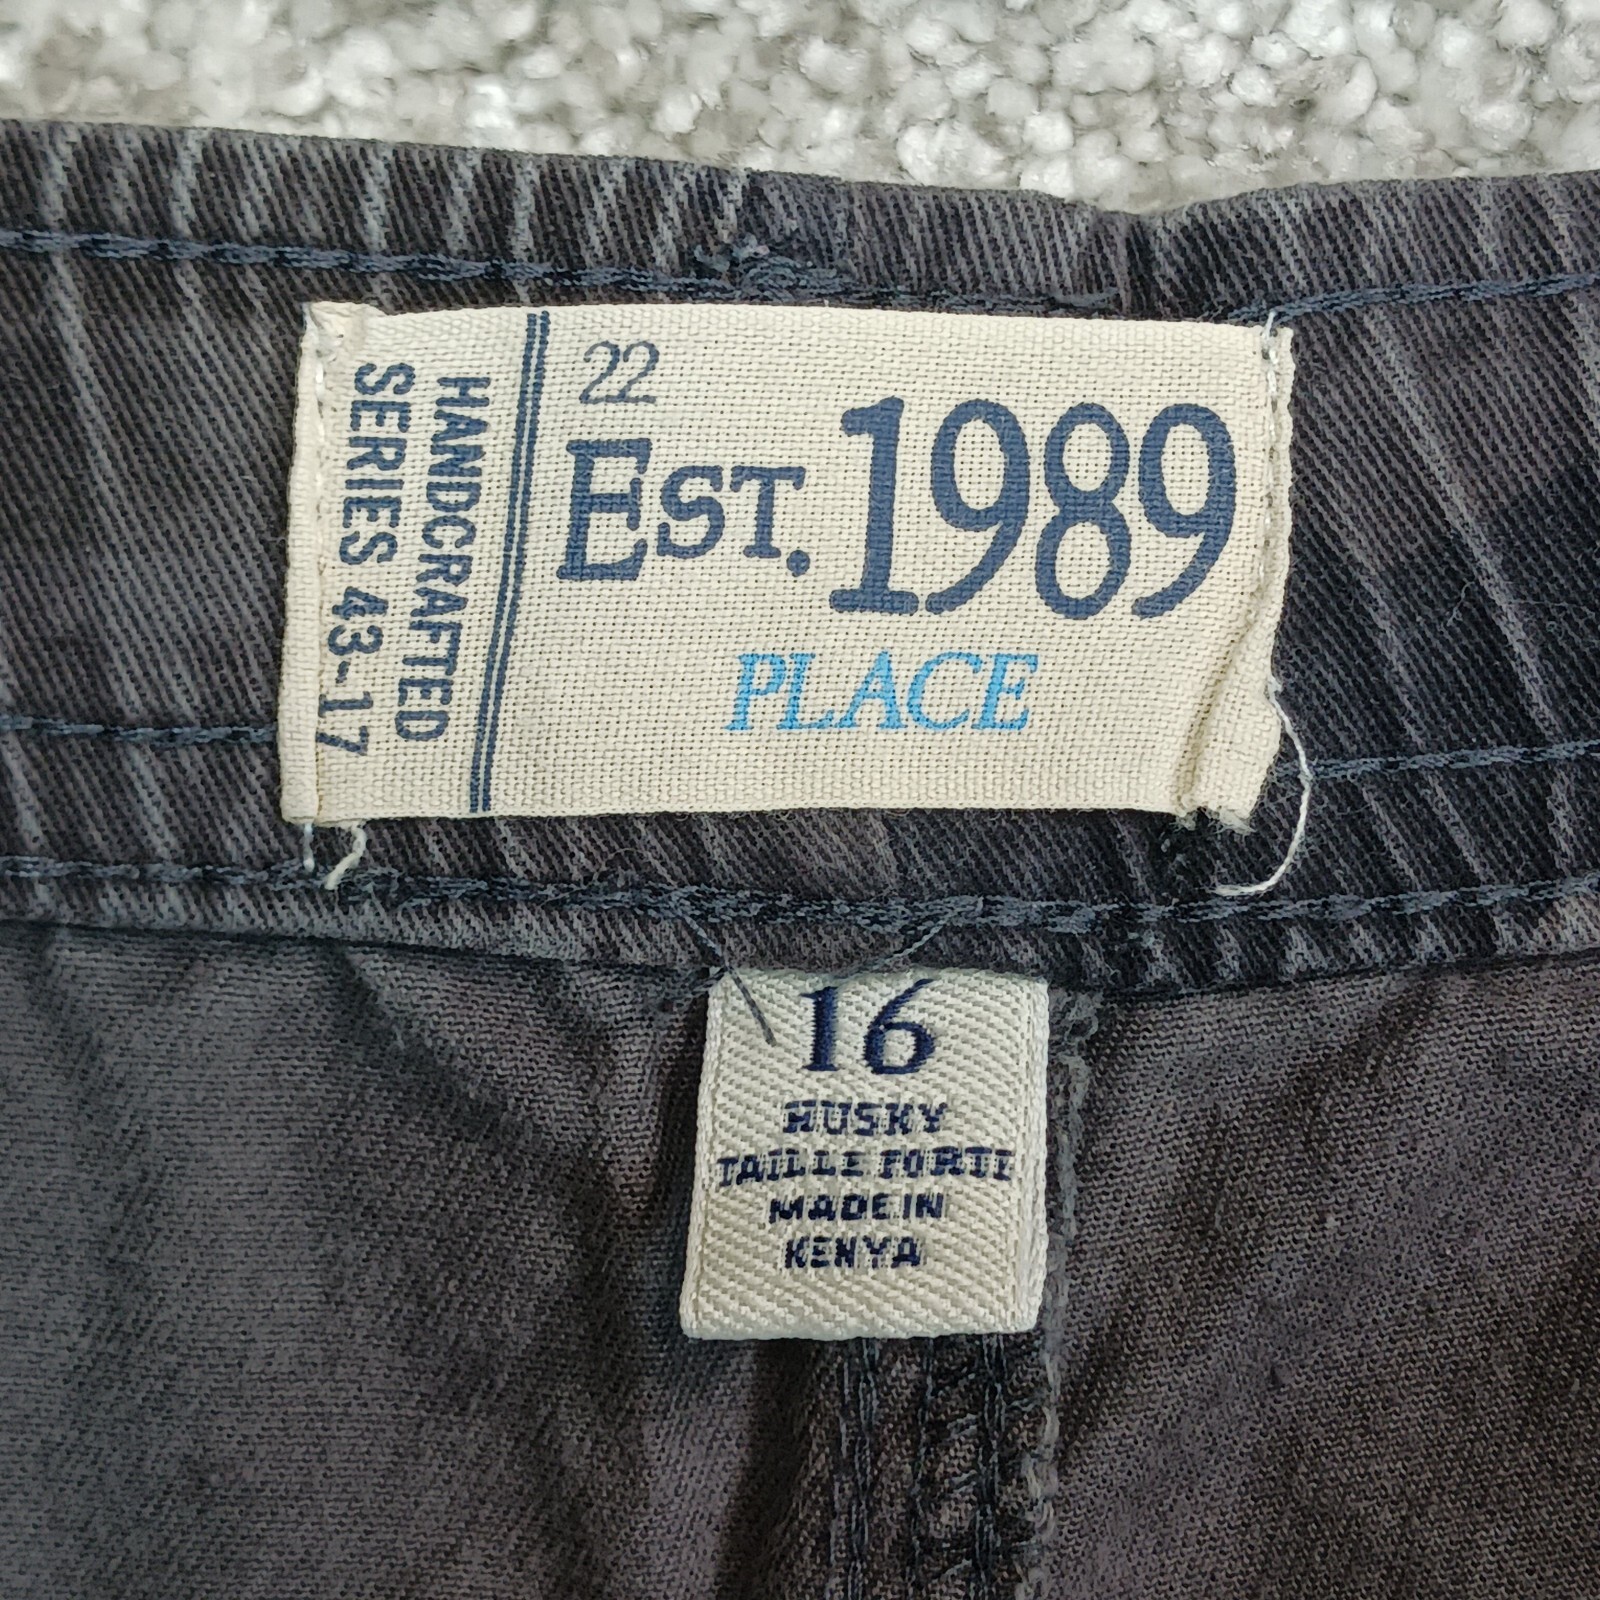 HANDCRAFTED
SERIES 43-17
22
EST. 1989
PLACE
16
HUSKY
TAILLE FORTE
MADE IN
KENYA